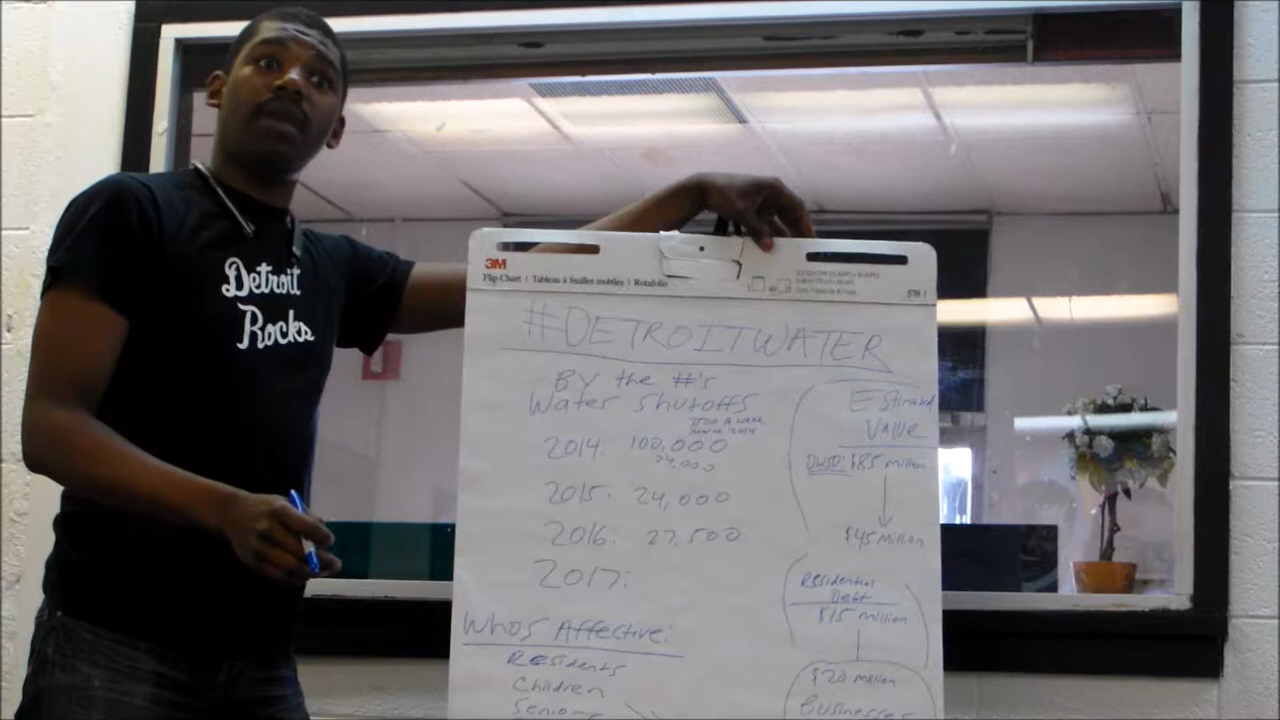 Detroit
Rocks
3M
Flip Chart | Tableau à feuilles mobiles | Rotafolio
570
#DETROITWATER
BY the #'s
Water Shutoffs
2014: 100,000
24,000
2015: 24,000
2016: 27,500
2017:
Whos Affective:
Residents
Children
Estimated
Value
DWSD: $85 million
$45 Million
Residential
Debt
$15 million
$20 million
Businesses